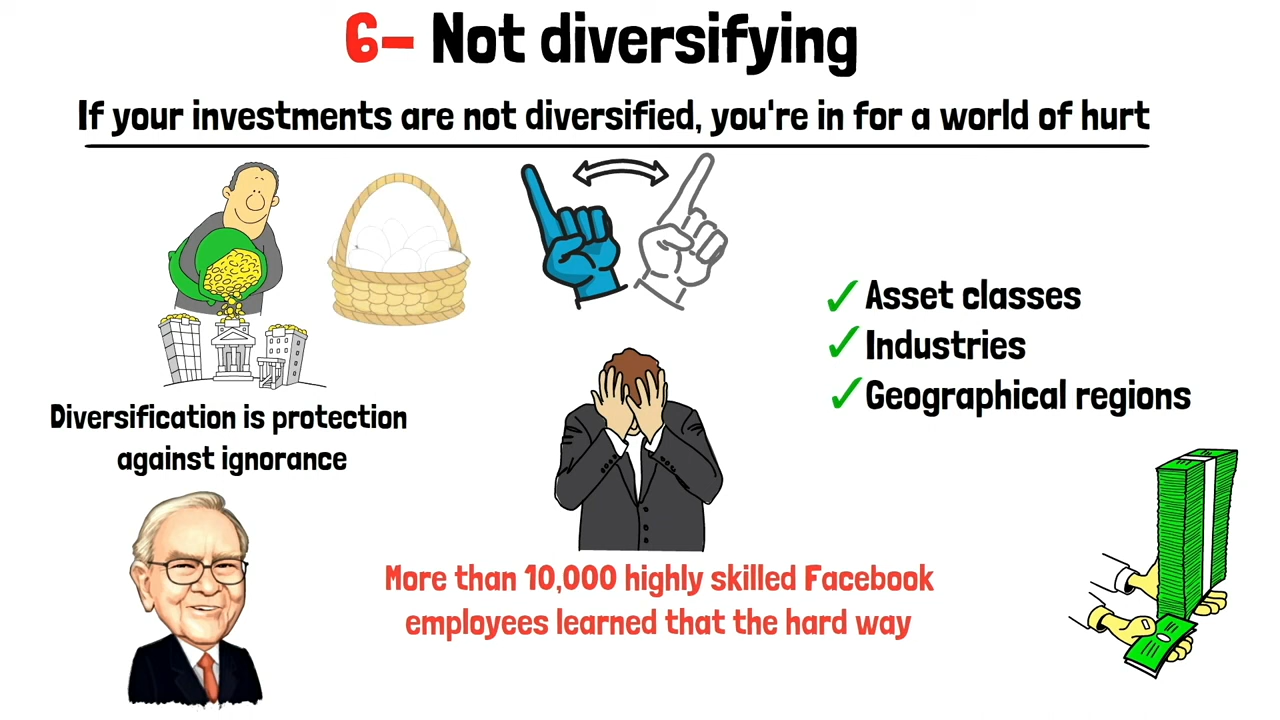 6– Not diversifying
If your investments are not diversified, you're in for a world of hurt
✓ Asset classes
✓ Industries
✓ Geographical regions
Diversification is protection
against ignorance
More than 10,000 highly skilled Facebook
employees learned that the hard way